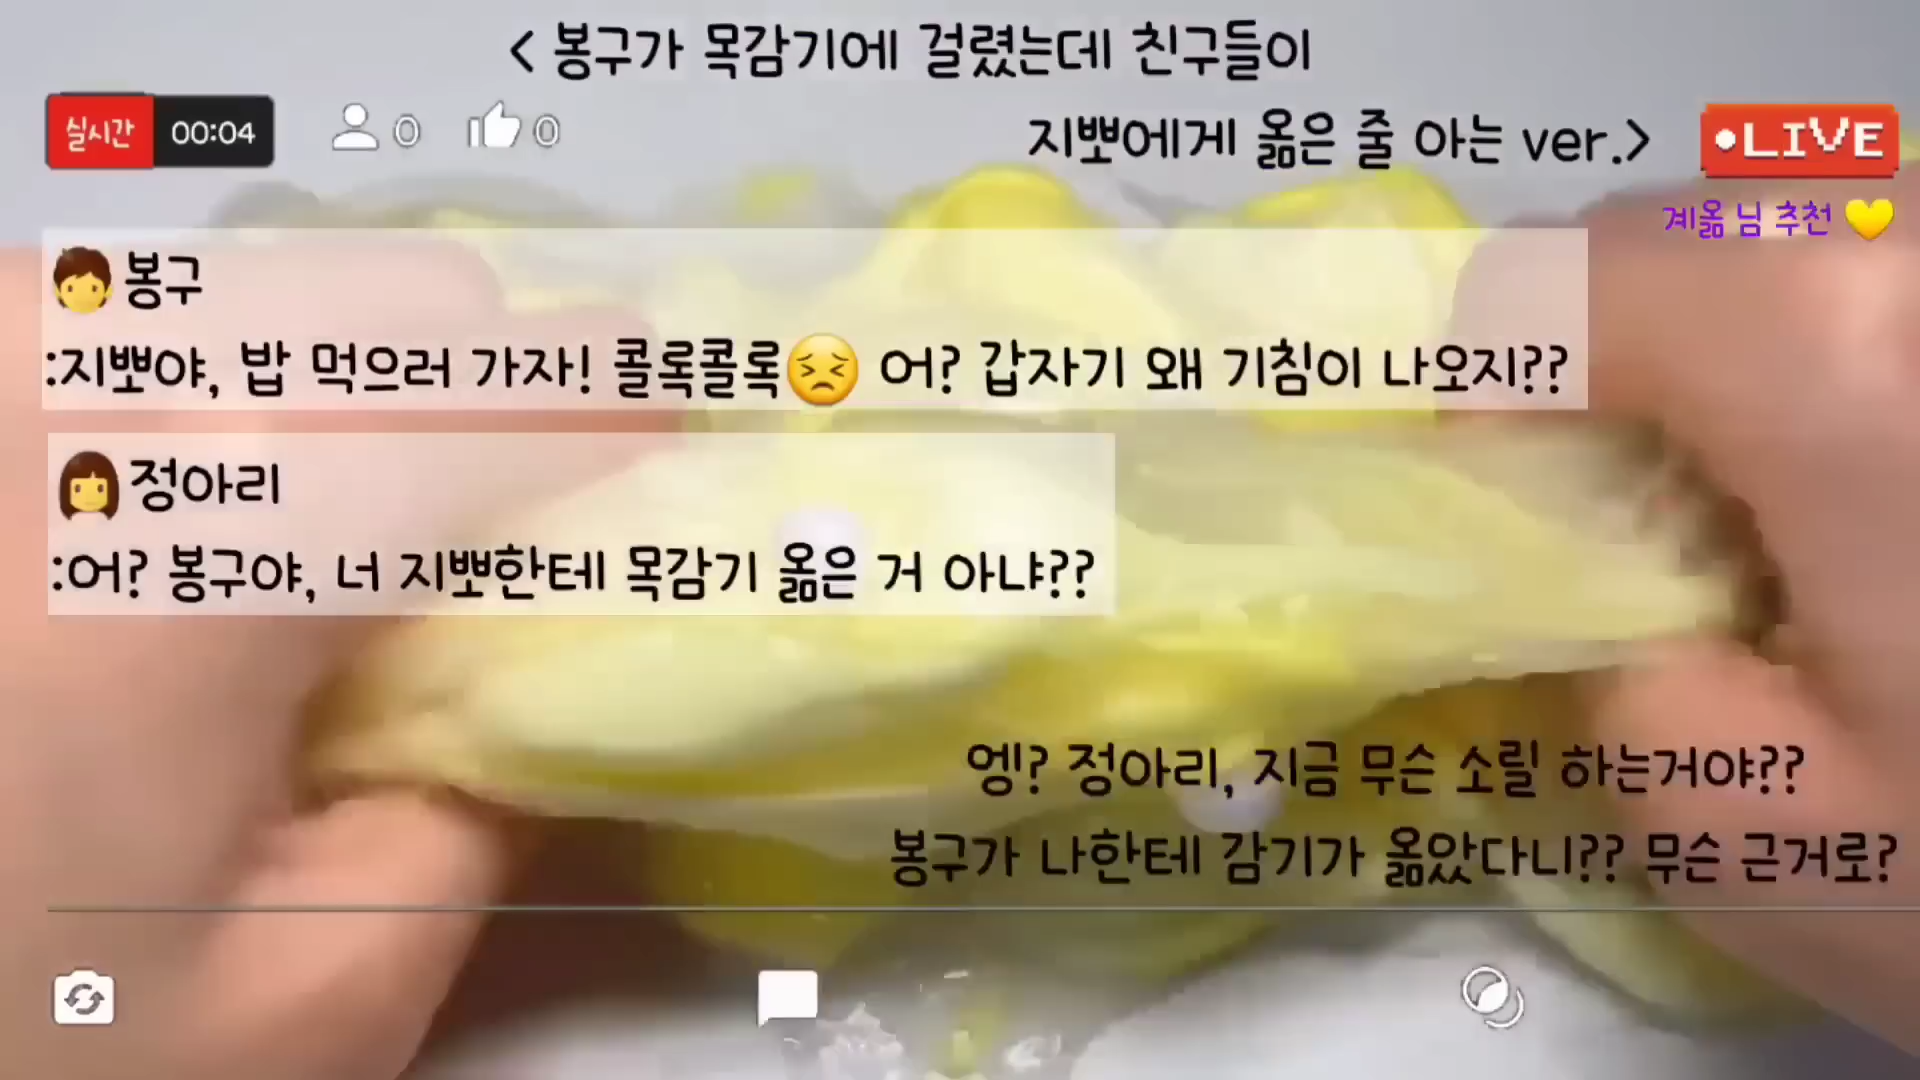 < 봉구가 목감기에 걸렸는데 친구들이
지뽀에게 옮은 줄 아는 ver.>
실시간 00:04 0 0
•LIVE
계옮 님 추천 💛
봉구
:지뽀야, 밥 먹으러 가자! 콜록콜록😣 어? 갑자기 왜 기침이 나오지??
정아리
:어? 봉구야, 너 지뽀한테 목감기 옮은 거 아냐??
엥? 정아리, 지금 무슨 소릴 하는거야??
봉구가 나한테 감기가 옮았다니?? 무슨 근거로?